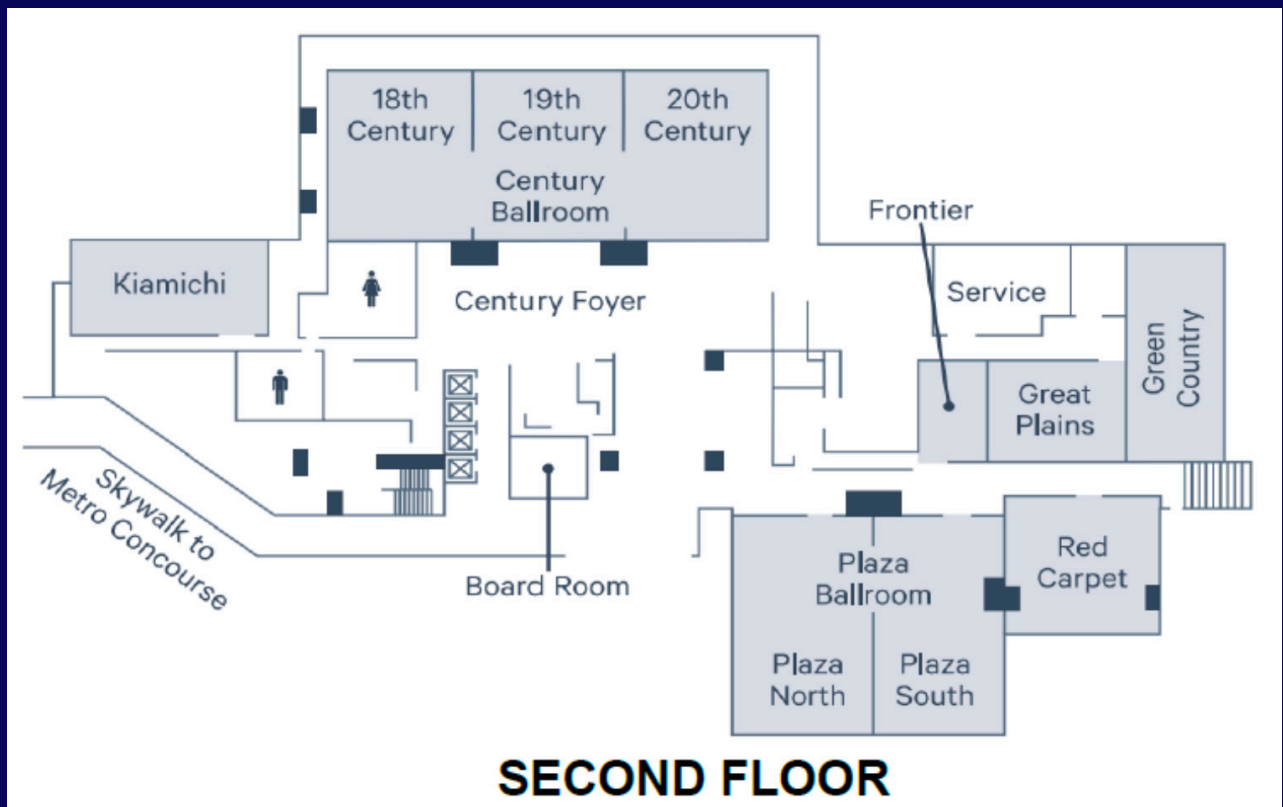 18th
Century
19th
Century
20th
Century
Century
Ballroom
Frontier
Kiamichi
Service
Century Foyer
Green
Country
Great
Plains
Skywalk to
Metro Concourse
Board Room
Plaza
Ballroom
Red
Carpet
Plaza
North
Plaza
South
SECOND FLOOR